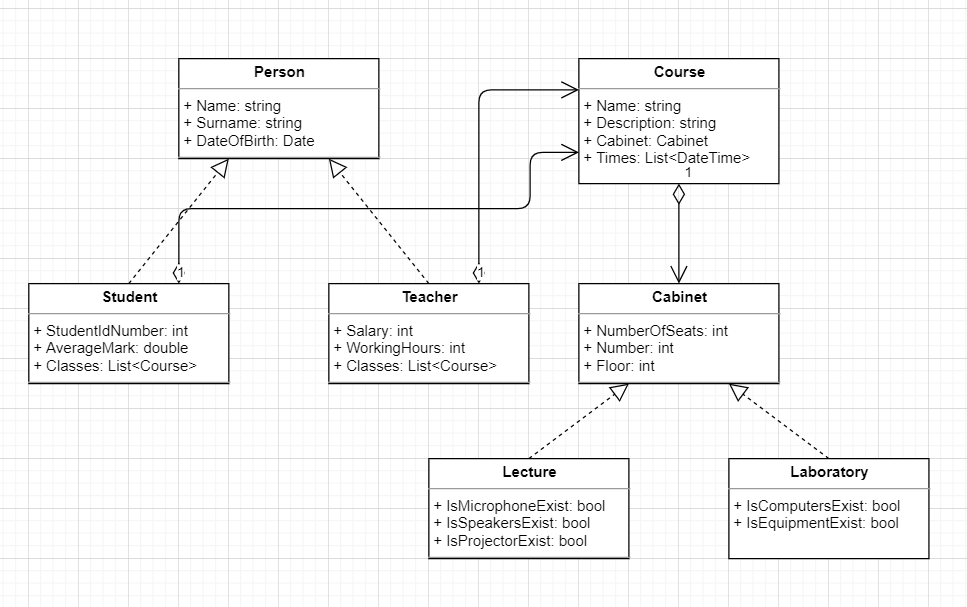 Person
+ Name: string
+ Surname: string
+ DateOfBirth: Date
Course
+ Name: string
+ Description: string
+ Cabinet: Cabinet
+ Times: List<DateTime>
1
1
1
Student
+ StudentIdNumber: int
+ AverageMark: double
+ Classes: List<Course>
Teacher
+ Salary: int
+ WorkingHours: int
+ Classes: List<Course>
Cabinet
+ NumberOfSeats: int
+ Number: int
+ Floor: int
Lecture
+ IsMicrophoneExist: bool
+ IsSpeakersExist: bool
+ IsProjectorExist: bool
Laboratory
+ IsComputersExist: bool
+ IsEquipmentExist: bool